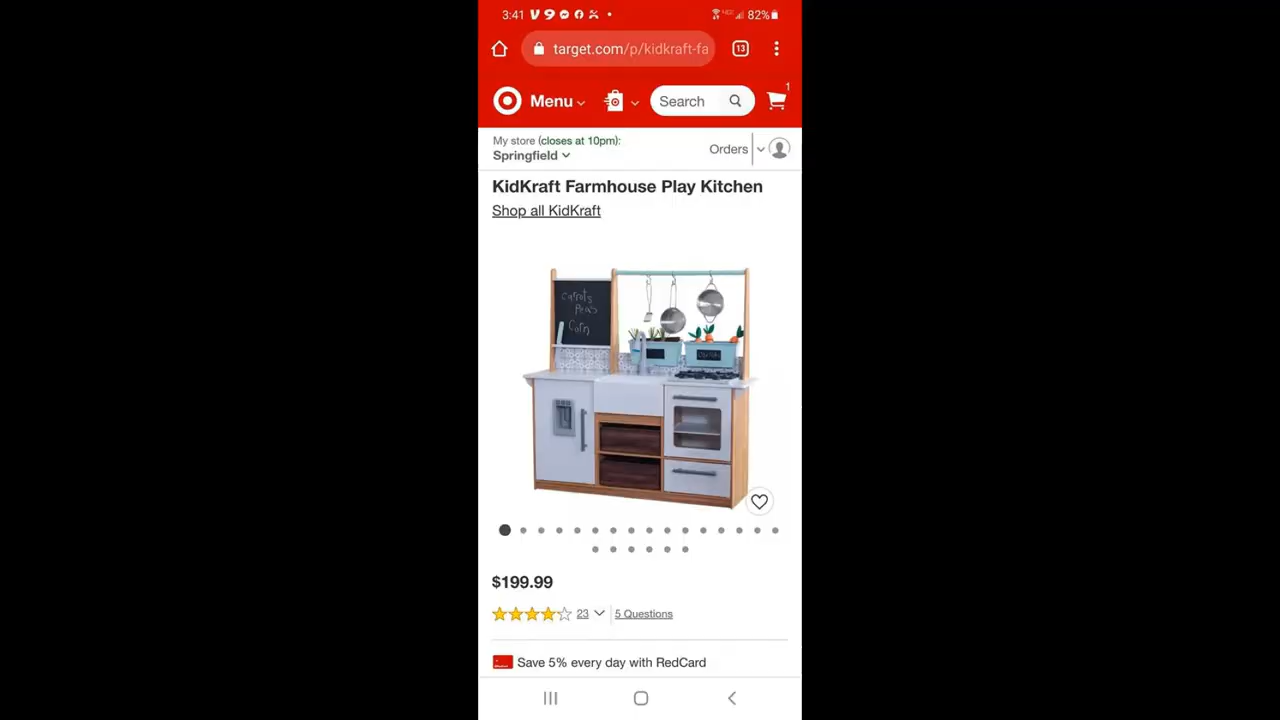 3:41 82%
target.com/p/kidkraft-fa 13
Menu Search 1
My store (closes at 10pm):
Springfield Orders
KidKraft Farmhouse Play Kitchen
Shop all KidKraft
Carrots
Peas
Corn
$199.99
23 5 Questions
Save 5% every day with RedCard